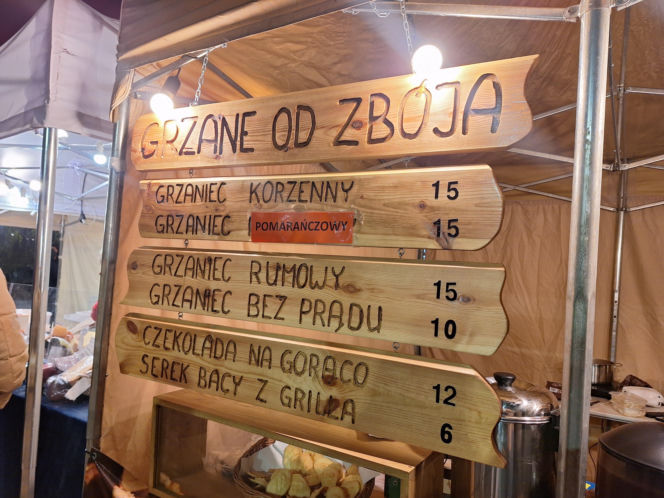 GRZANE OD ZBÓJA
GRZANIEC KORZENNY 15
GRZANIEC POMARAŃCZOWY 15
GRZANIEC RUMOWY 15
GRZANIEC BEZ PRĄDU 10
CZEKOLADA NA GORĄCO 12
SEREK BACY Z GRILLA 6